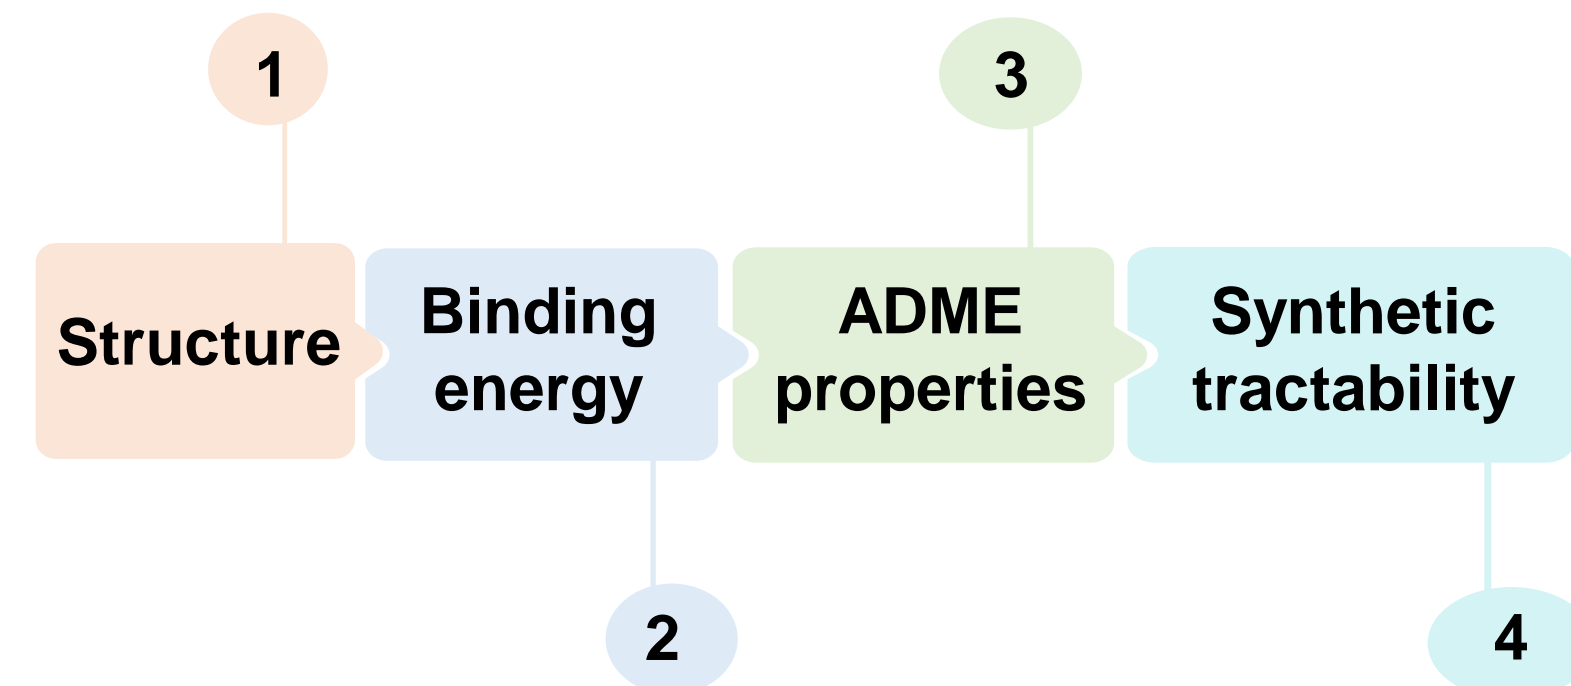 1
3
Structure
Binding
energy
ADME
properties
Synthetic
tractability
2
4